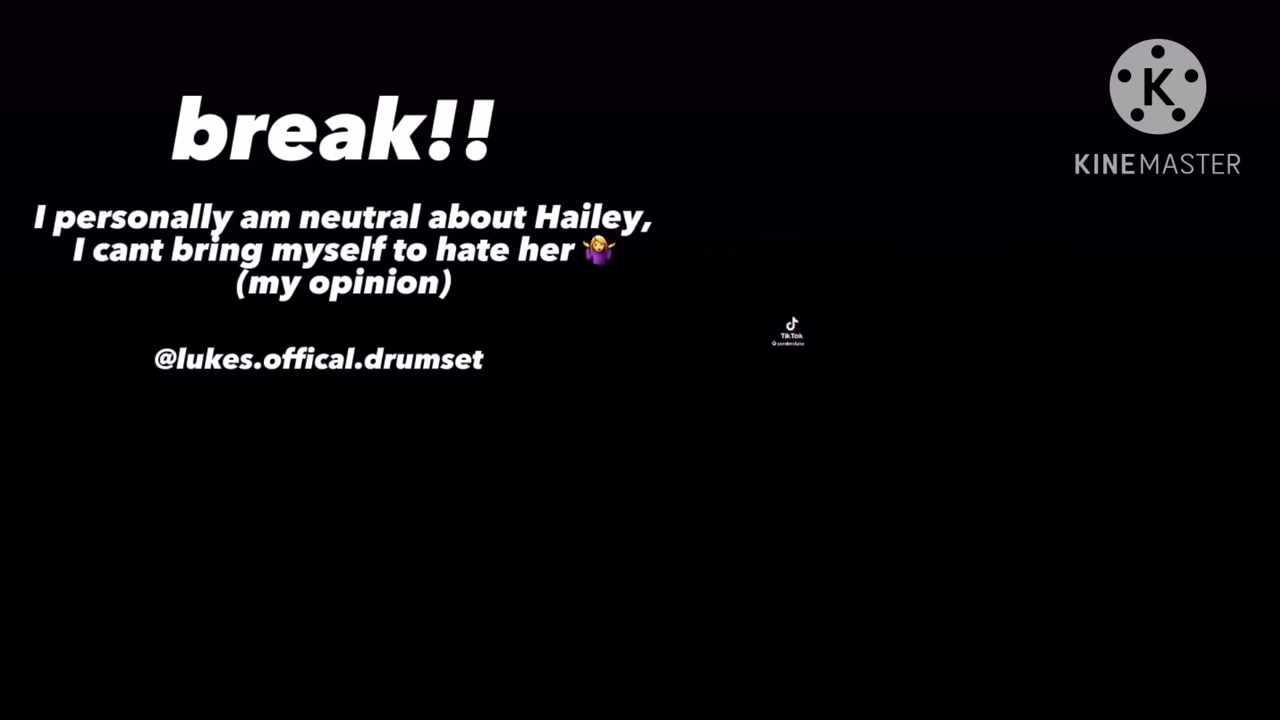 break!!
I personally am neutral about Hailey,
I cant bring myself to hate her 🤷‍♀️
(my opinion)
@lukes.offical.drumset
K
KINEMASTER
TikTok